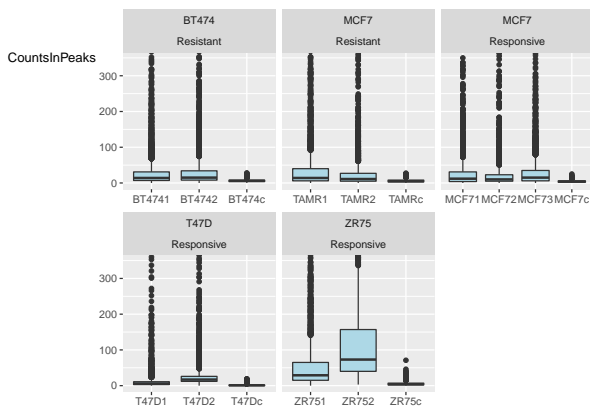 BT474
MCF7
MCF7
Resistant
Resistant
Responsive
CountsInPeaks
300
200
100
0
BT4741 BT4742 BT474c
TAMR1 TAMR2 TAMRc
MCF71 MCF72 MCF73 MCF7c
T47D
ZR75
Responsive
Responsive
300
200
100
0
T47D1 T47D2 T47Dc
ZR751 ZR752 ZR75c